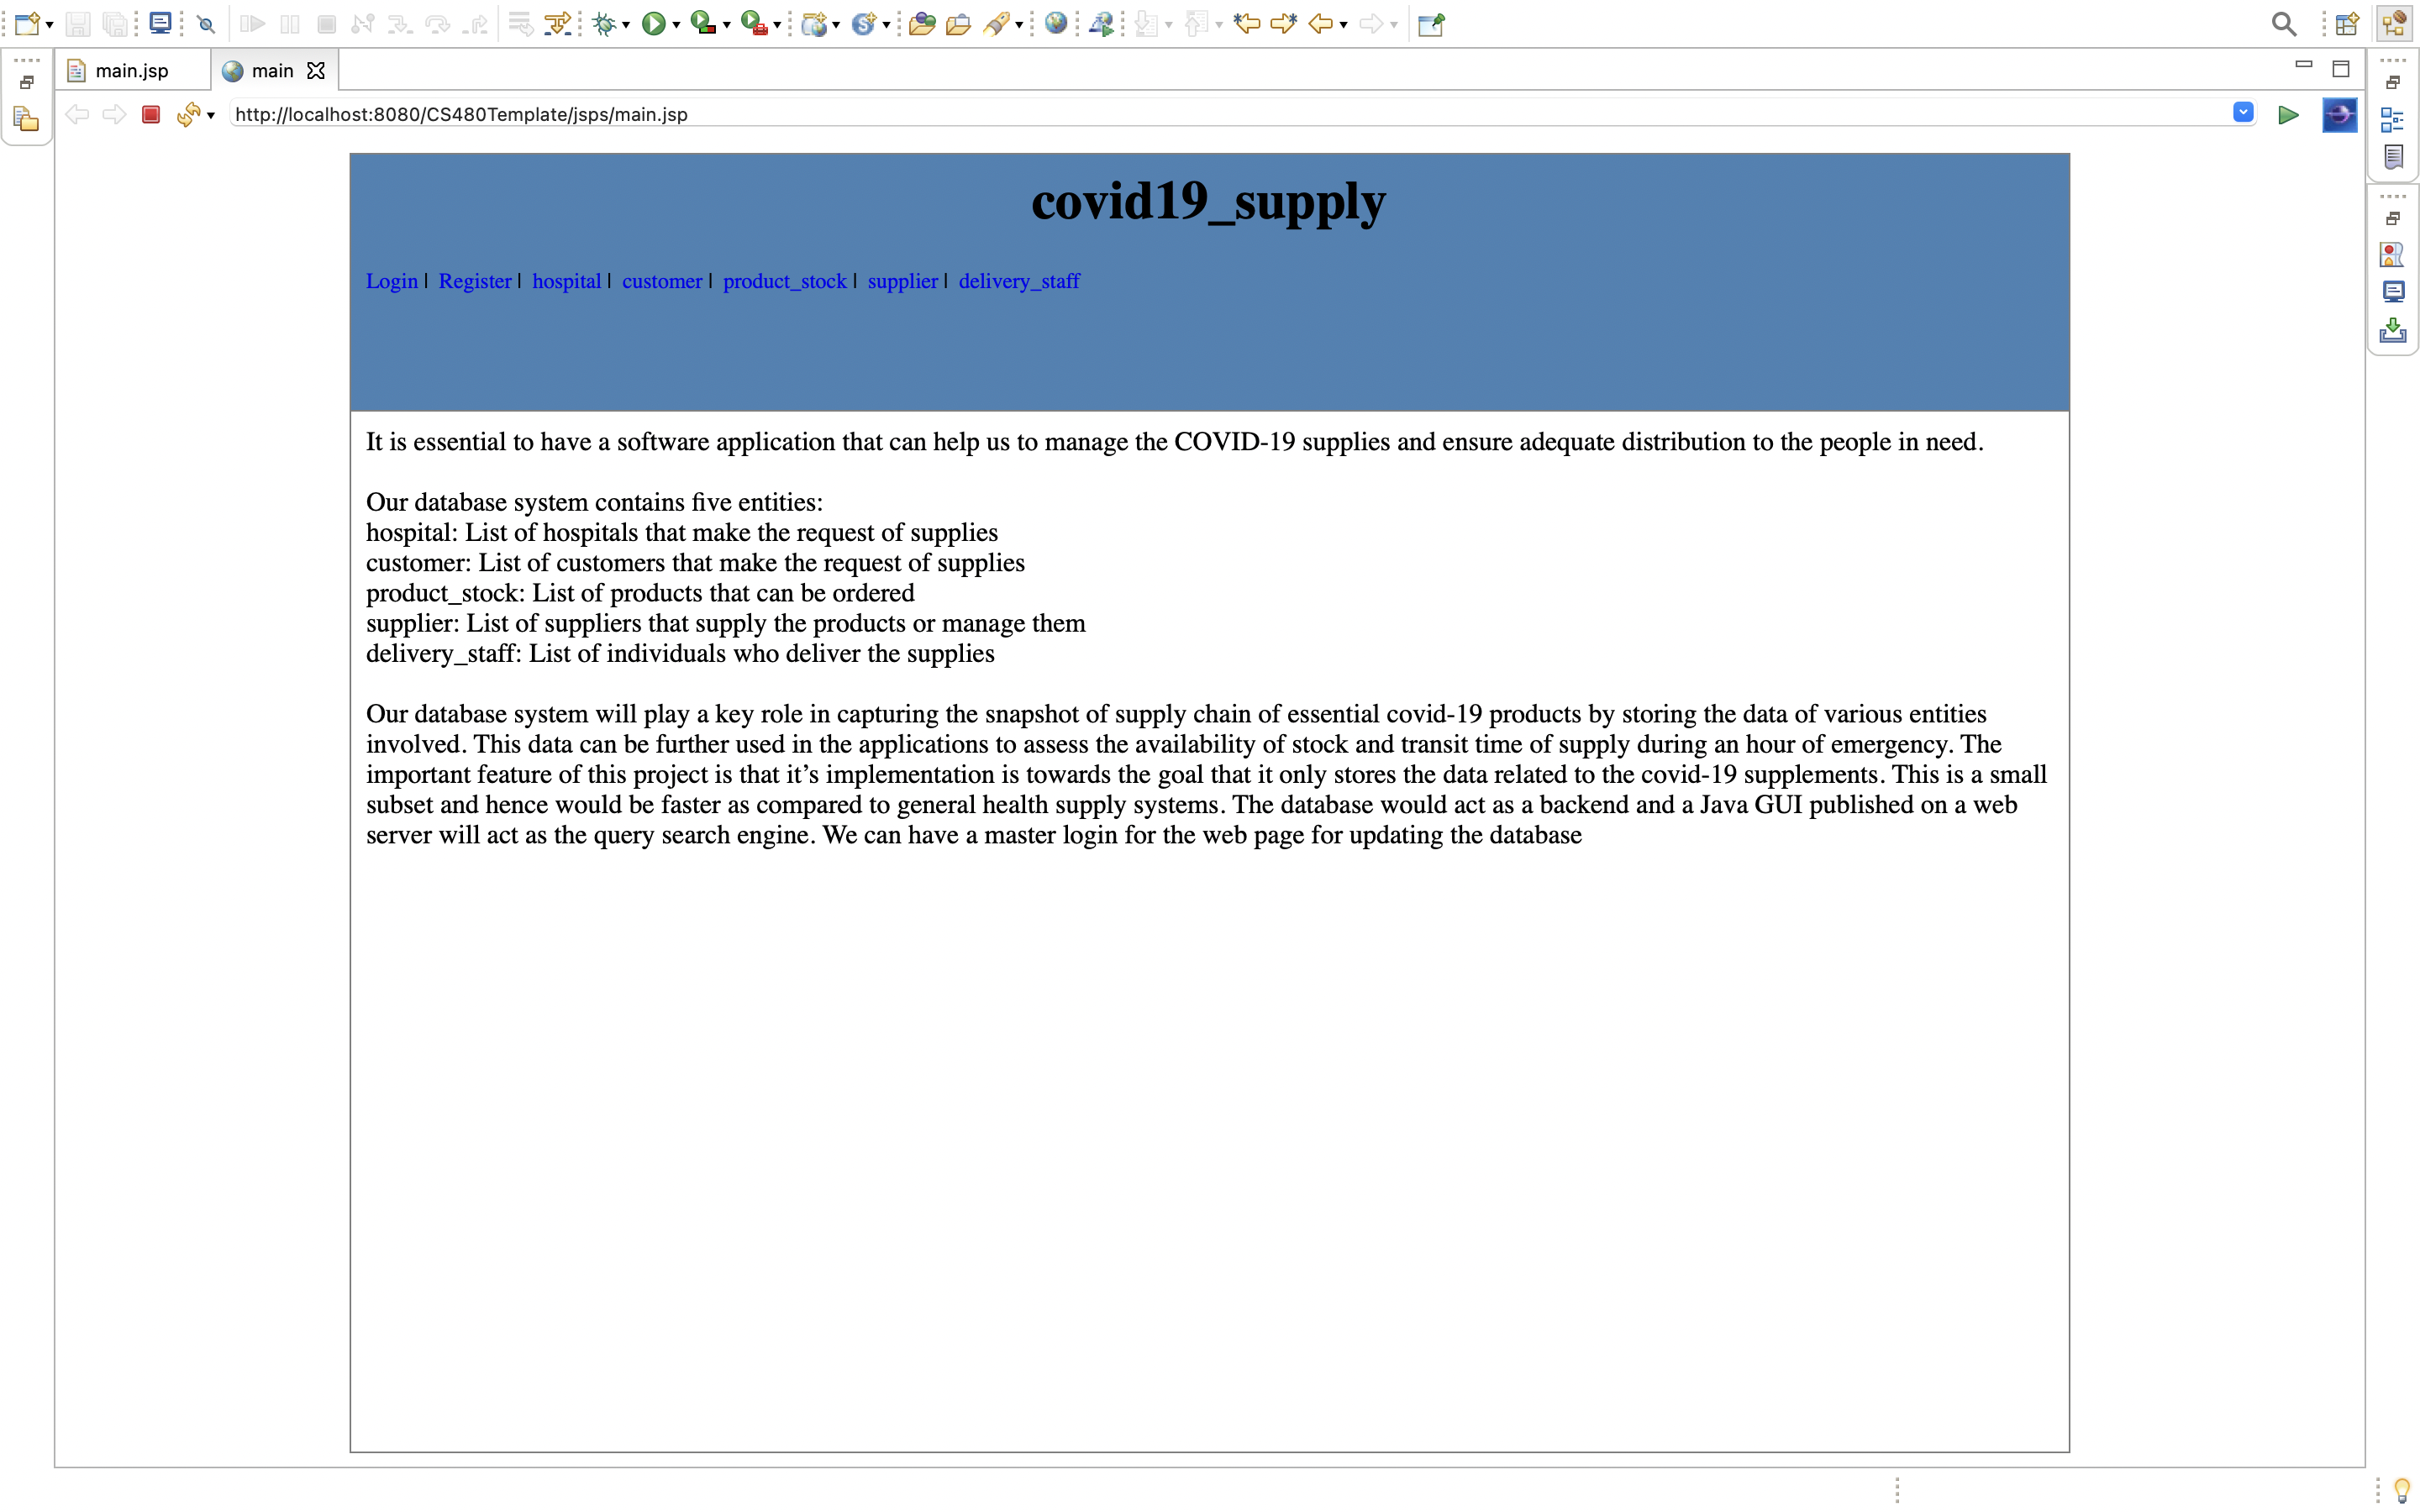 main.jsp
main
http://localhost:8080/CS480Template/jsps/main.jsp
covid19_supply
Login | Register | hospital | customer | product_stock | supplier | delivery_staff
It is essential to have a software application that can help us to manage the COVID-19 supplies and ensure adequate distribution to the people in need.
Our database system contains five entities:
hospital: List of hospitals that make the request of supplies
customer: List of customers that make the request of supplies
product_stock: List of products that can be ordered
supplier: List of suppliers that supply the products or manage them
delivery_staff: List of individuals who deliver the supplies
Our database system will play a key role in capturing the snapshot of supply chain of essential covid-19 products by storing the data of various entities
involved. This data can be further used in the applications to assess the availability of stock and transit time of supply during an hour of emergency. The
important feature of this project is that it’s implementation is towards the goal that it only stores the data related to the covid-19 supplements. This is a small
subset and hence would be faster as compared to general health supply systems. The database would act as a backend and a Java GUI published on a web
server will act as the query search engine. We can have a master login for the web page for updating the database